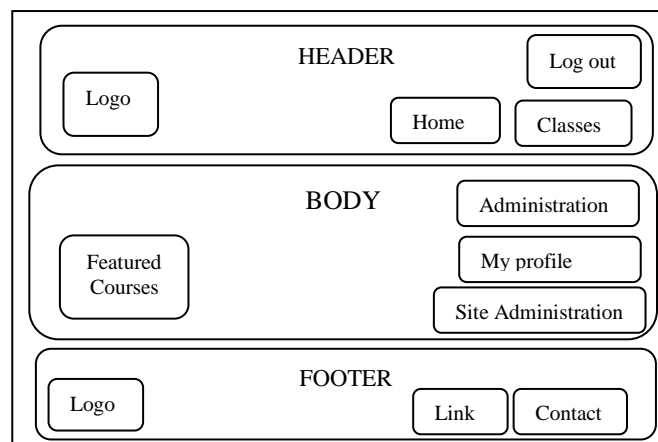 HEADER
Log out
Logo
Home
Classes
BODY
Administration
Featured
Courses
My profile
Site Administration
FOOTER
Logo
Link
Contact